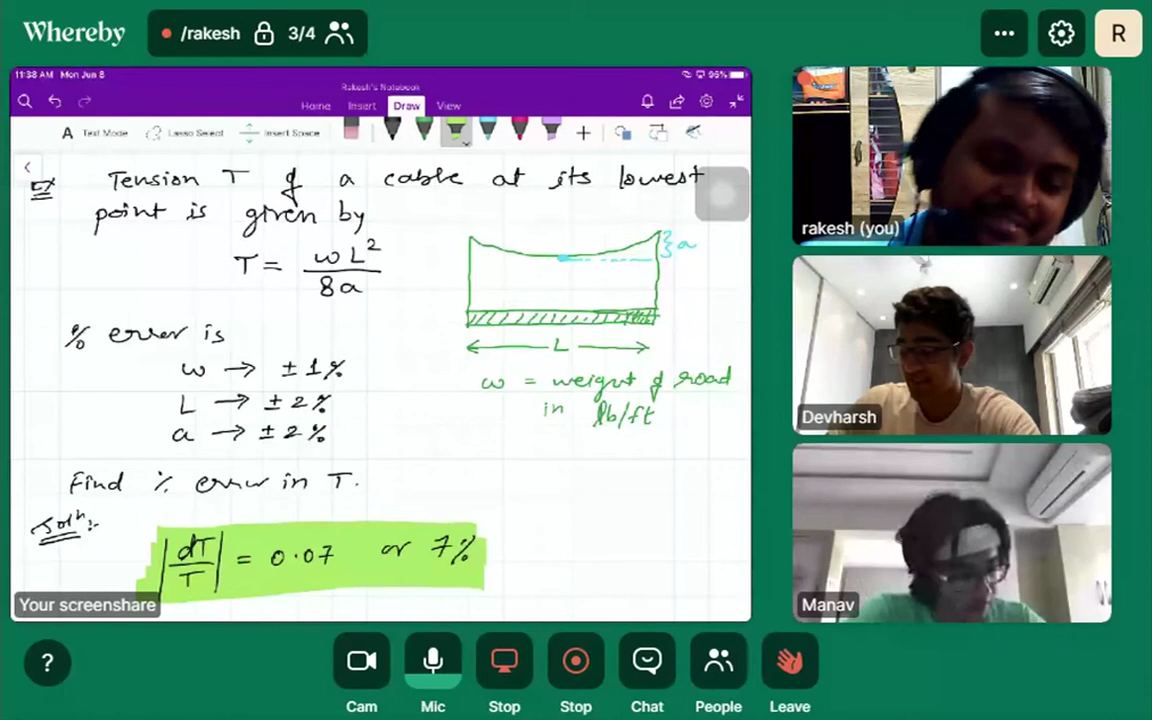 Whereby
/rakesh 3/4
R
11:38 AM Mon Jun 8
95%
Rakesh's Notebook
Home Insert Draw View
Text Mode Lasso Select Insert Space
Ex Tension T of a cable at its lowest
point is given by
T = wL²/8a
a
L
w = weight of road
in lb/ft
% error is
w → ±1%
L → ±2%
a → ±2%
Find % error in T.
Soln:-
|dT/T| = 0.07 or 7%
Your screenshare
rakesh (you)
Devharsh
Manav
?
Cam Mic Stop Stop Chat People Leave